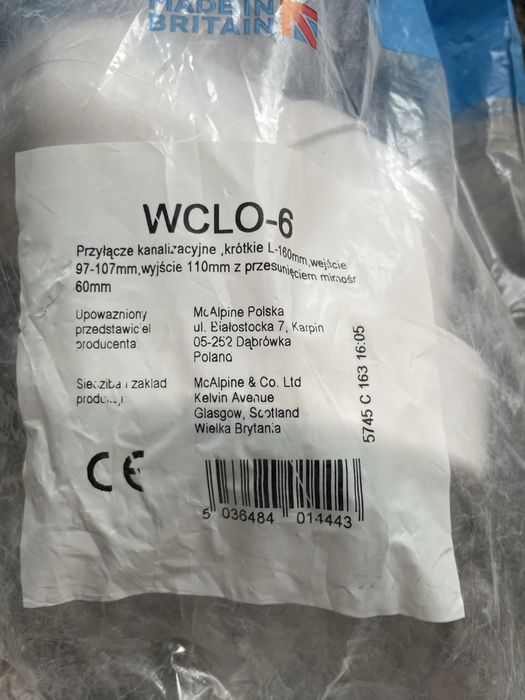 MADE IN
BRITAIN
WCLO-6
Przyłącze kanalizacyjne ,krótkie L-160mm,wejście
97-107mm,wyjście 110mm z przesunięciem mimośr
60mm
Upoważniony
przedstawiciel
producenta
McAlpine Polska
ul. Białostocka 7, Karpin
05-252 Dąbrówka
Poland
Siedziba i zakład
produkcji
McAlpine & Co. Ltd
Kelvin Avenue
Glasgow, Scotland
Wielka Brytania
5745 C 163 16:05
CE
5 036484 014443